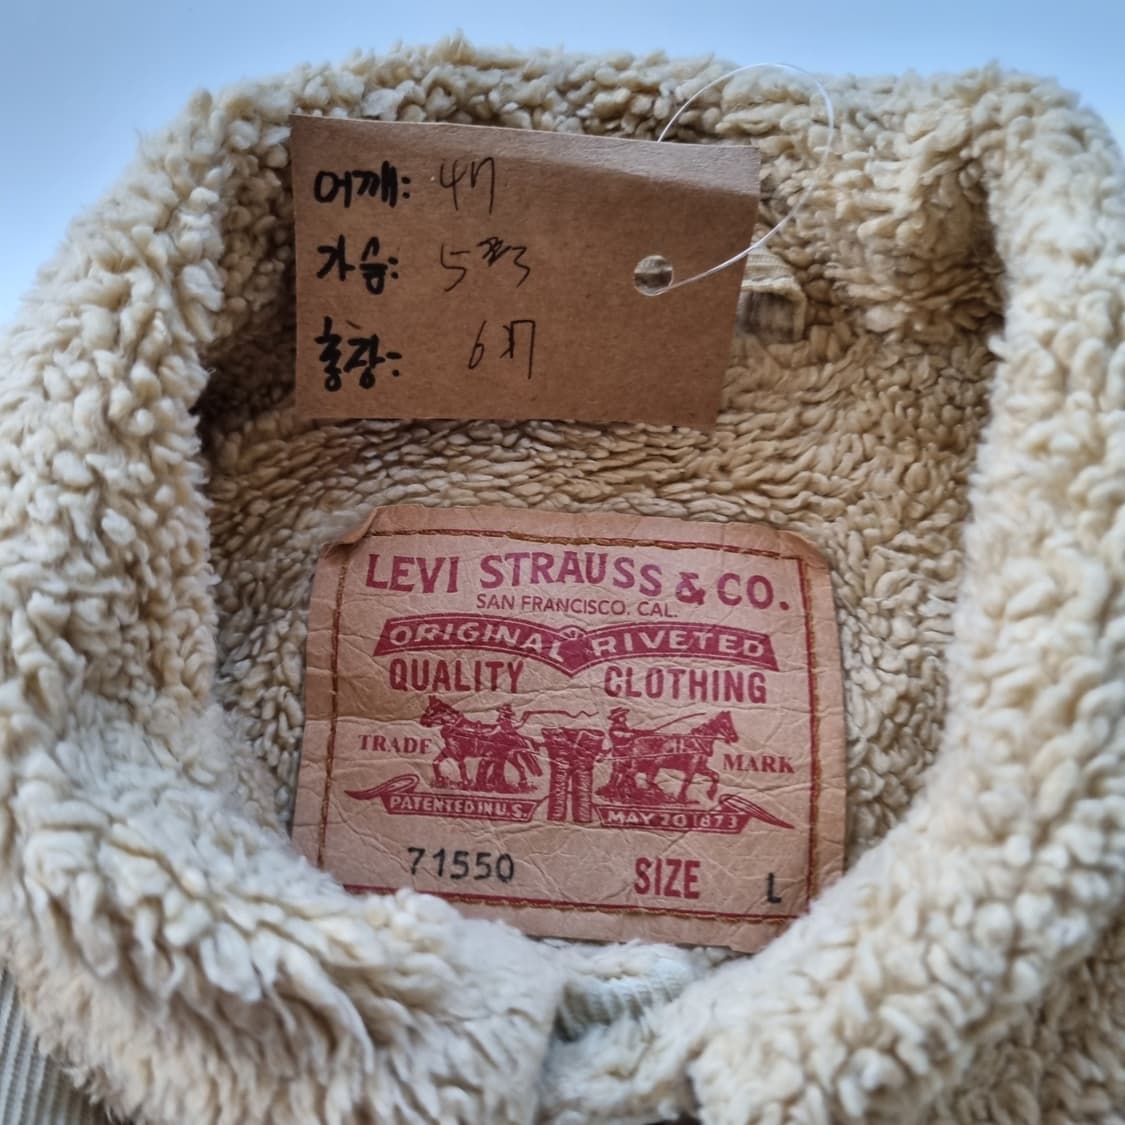 어깨: 47
가슴:
총장:
LEVI STRAUSS & CO.
SAN FRANCISCO, CAL.
ORIGINAL RIVETED
QUALITY CLOTHING
TRADE MARK
PATENTED IN U.S. MAY 20 1873
71550 SIZE L